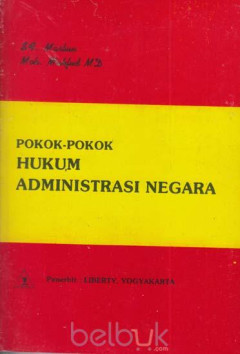 SF. Marbun
Moh. Mahfud M.D.
POKOK-POKOK
HUKUM
ADMINISTRASI NEGARA
Penerbit : LIBERTY, YOGYAKARTA
belbuk
.com